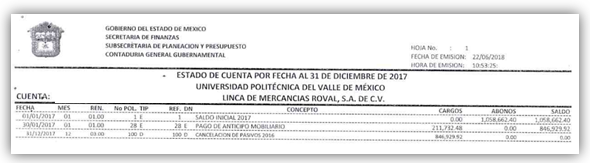 GOBIERNO DEL ESTADO DE MEXICO
SECRETARIA DE FINANZAS
SUBSECRETARIA DE PLANEACION Y PRESUPUESTO
CONTADURIA GENERAL GUBERNAMENTAL
HOJA No. : 1
FECHA DE EMISION: 22/06/2018
HORA DE EMISION: 10:53:25:
ESTADO DE CUENTA POR FECHA AL 31 DE DICIEMBRE DE 2017
UNIVERSIDAD POLITÉCNICA DEL VALLE DE MÉXICO
CUENTA: LINCA DE MERCANCIAS ROVAL, S.A. DE C.V.
FECHA MES REN. No POL. TIP REF. DN CONCEPTO CARGOS ABONOS SALDO
01/01/2017 01 01.00 1 E 1 SALDO INICIAL 2017 0.00 1,058,662.40 1,058,660.40
30/01/2017 01 01.00 28 E 28 E PAGO DE ANTICIPO MOBILIARIO 211,732.48 0.00 846,929.92
31/12/2017 12 03.00 100 D 100 D CANCELACION DE PASIVOS 2016 846,929.92 0.00 0.00